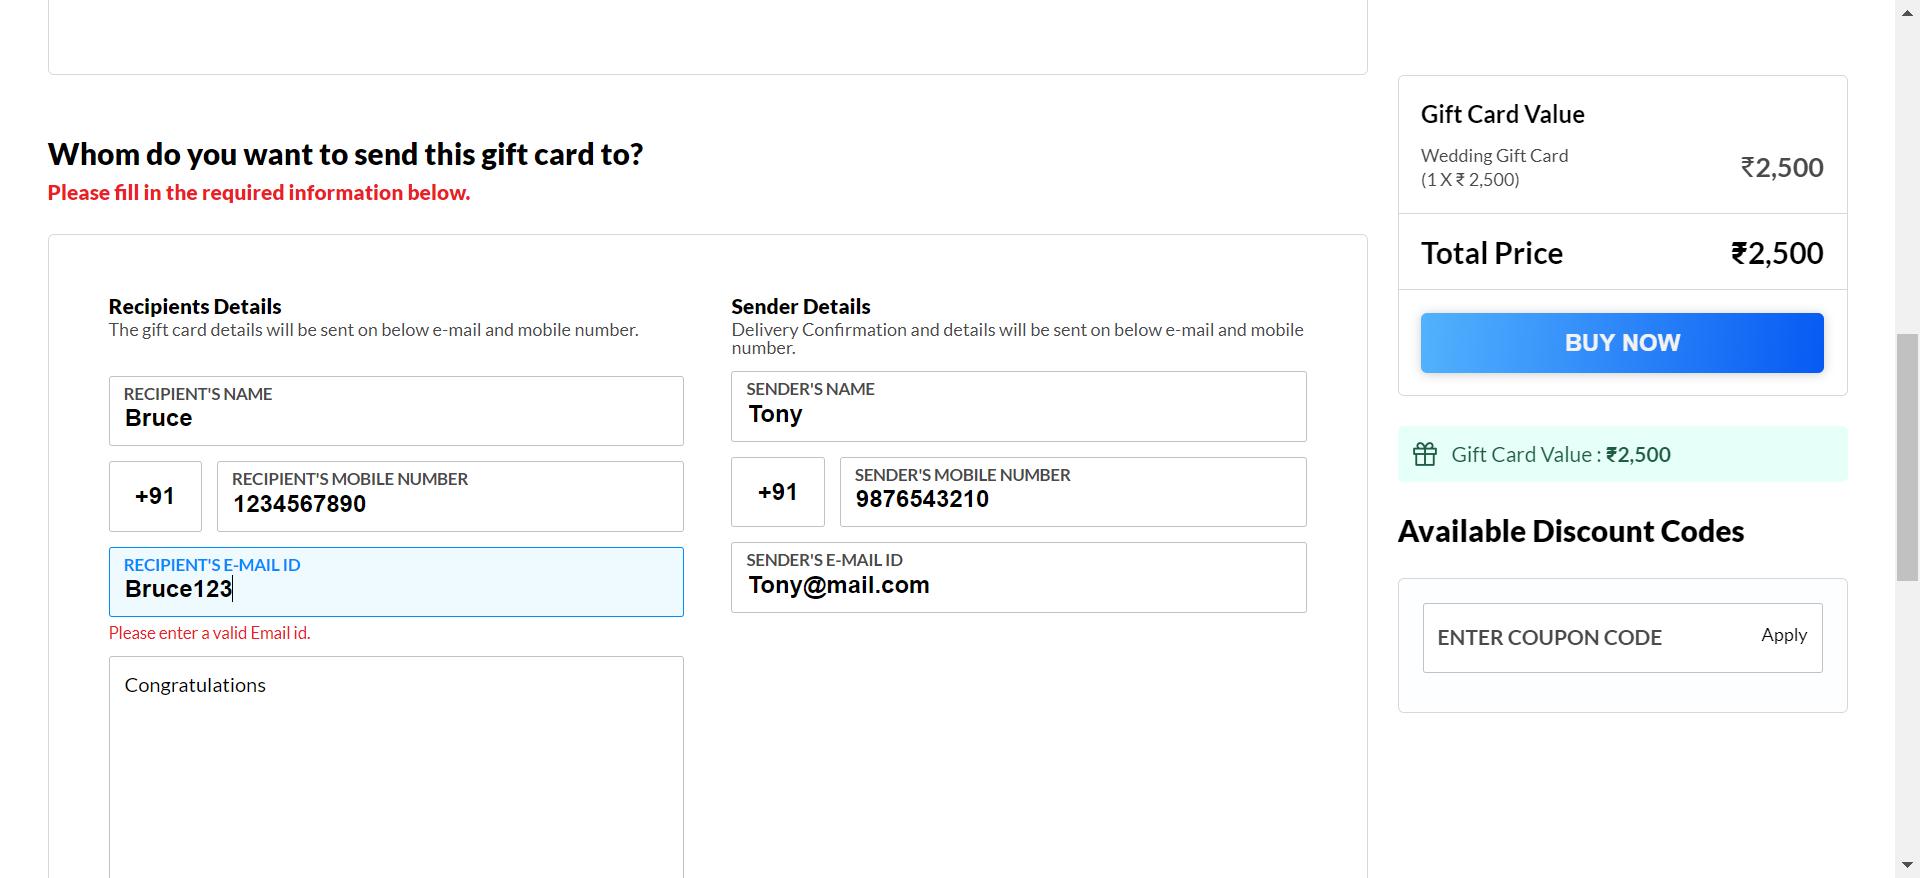 Whom do you want to send this gift card to?
Please fill in the required information below.
Recipients Details
The gift card details will be sent on below e-mail and mobile number.
RECIPIENT'S NAME
Bruce
+91
RECIPIENT'S MOBILE NUMBER
1234567890
RECIPIENT'S E-MAIL ID
Bruce123
Please enter a valid Email id.
Congratulations
Sender Details
Delivery Confirmation and details will be sent on below e-mail and mobile
number.
SENDER'S NAME
Tony
+91
SENDER'S MOBILE NUMBER
9876543210
SENDER'S E-MAIL ID
Tony@mail.com
Gift Card Value
Wedding Gift Card
(1 X ₹ 2,500)
₹2,500
Total Price
₹2,500
BUY NOW
Gift Card Value : ₹2,500
Available Discount Codes
ENTER COUPON CODE
Apply